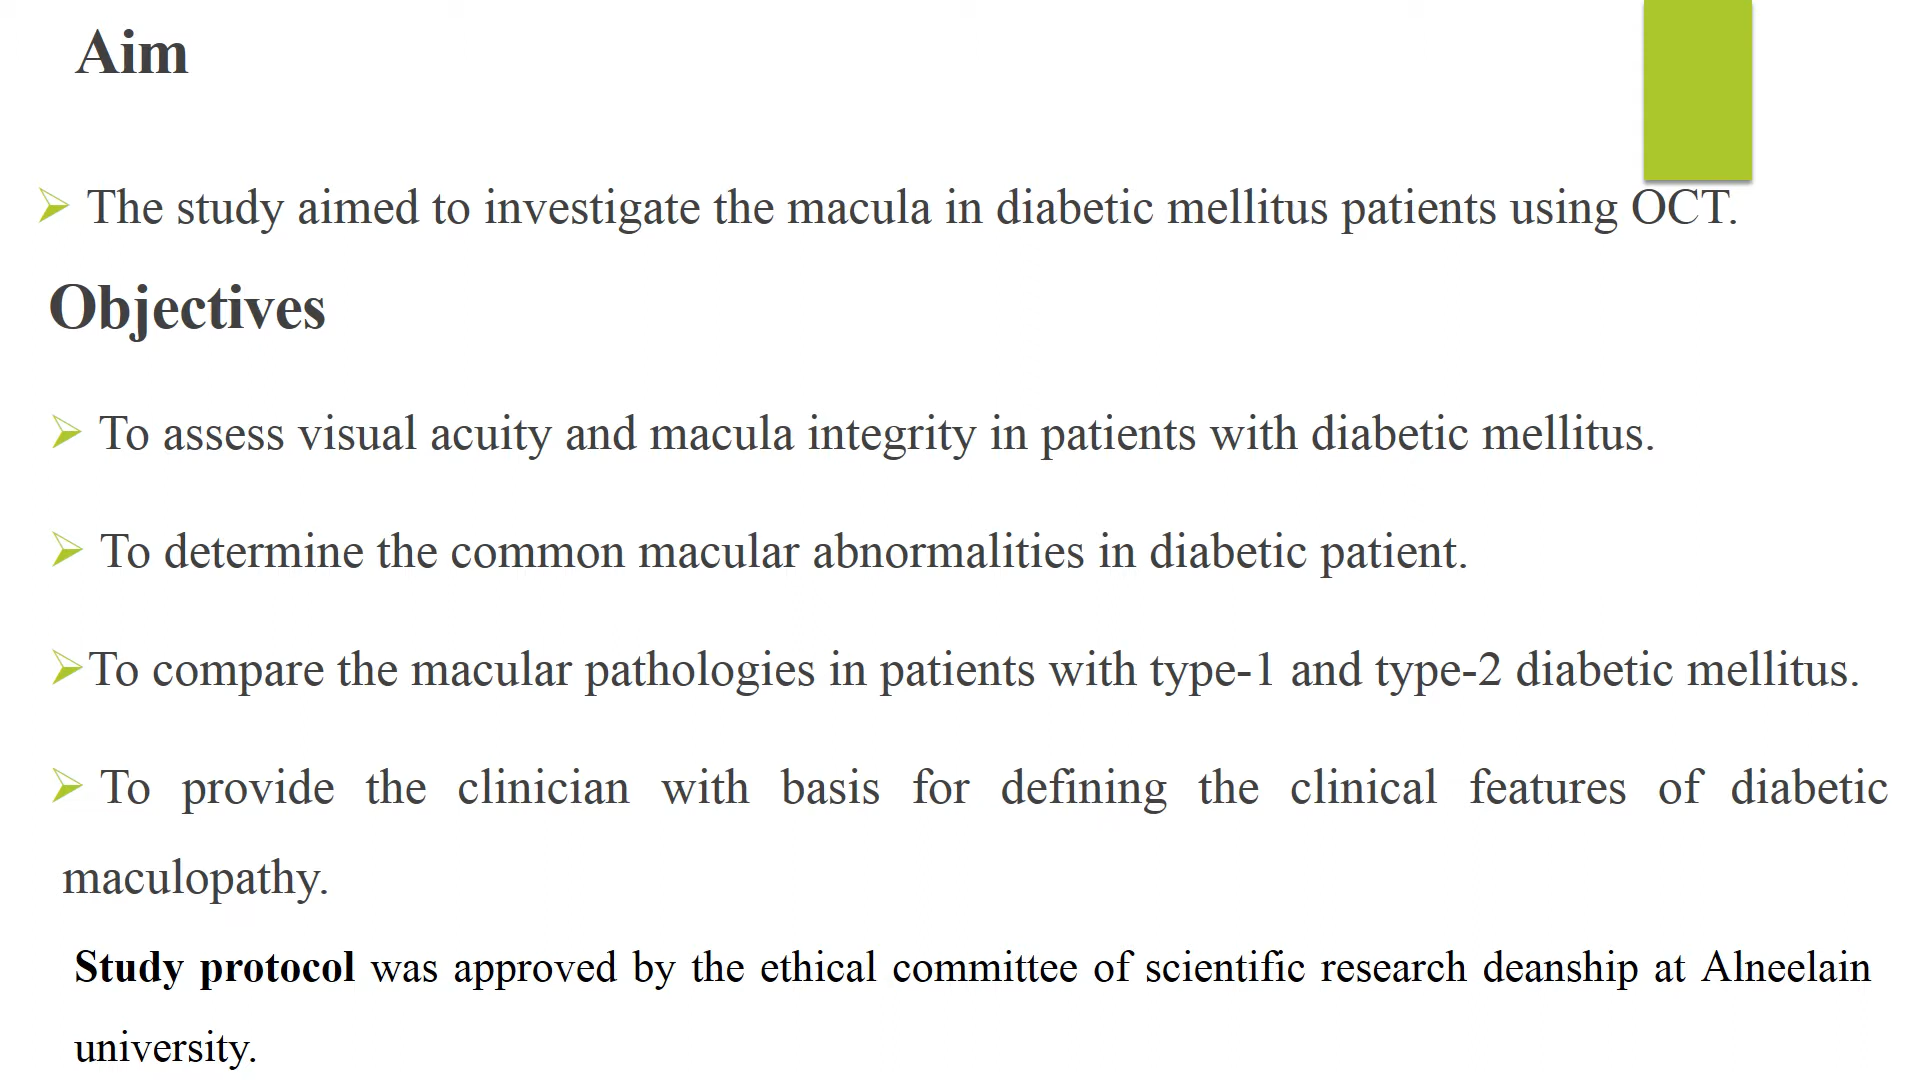 Aim
The study aimed to investigate the macula in diabetic mellitus patients using OCT.
Objectives
To assess visual acuity and macula integrity in patients with diabetic mellitus.
To determine the common macular abnormalities in diabetic patient.
To compare the macular pathologies in patients with type-1 and type-2 diabetic mellitus.
To provide the clinician with basis for defining the clinical features of diabetic
maculopathy.
Study protocol was approved by the ethical committee of scientific research deanship at Alneelain
university.